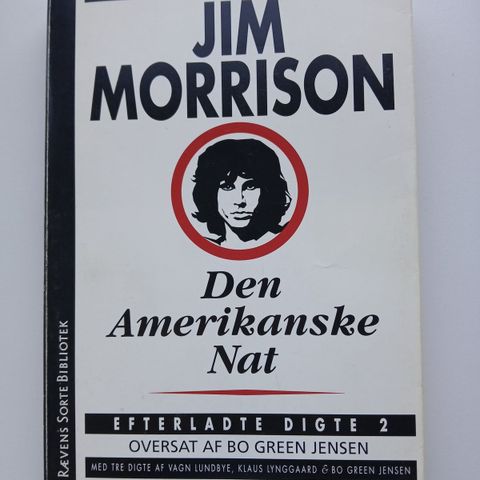 JIM
MORRISON
Den
Amerikanske
Nat
EFTERLADTE DIGTE 2
OVERSAT AF BO GREEN JENSEN
MED TRE DIGTE AF VAGN LUNDBYE, KLAUS LYNGGAARD & BO GREEN JENSEN
RÆVENS SORTE BIBLIOTEK